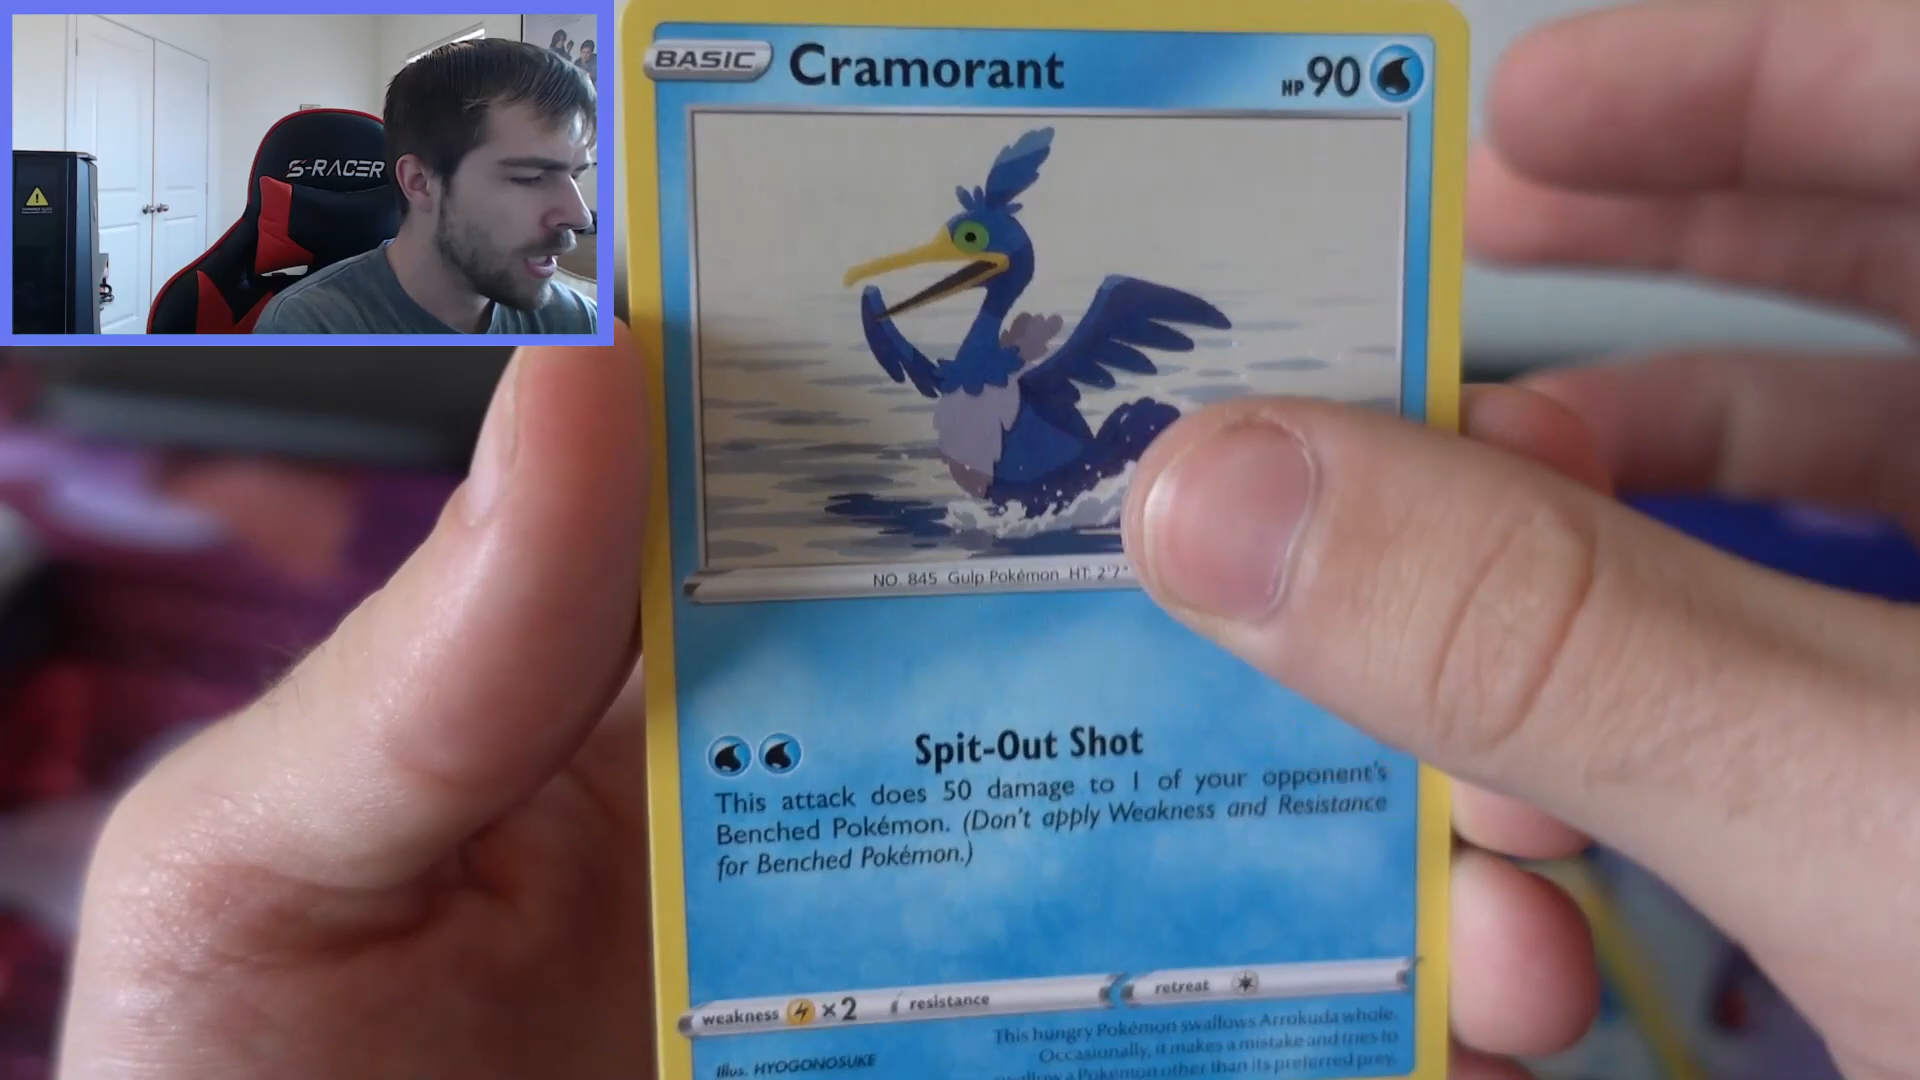 S-RACER
BASIC Cramorant HP 90
NO. 845 Gulp Pokémon HT: 2'7"
Spit-Out Shot
This attack does 50 damage to 1 of your opponent's
Benched Pokémon. (Don't apply Weakness and Resistance
for Benched Pokémon.)
weakness ×2 resistance retreat
This hungry Pokémon swallows Arrokuda whole.
Occasionally, it makes a mistake and tries to
swallow a Pokémon other than its preferred prey.
Illus. HYOGONOSUKE